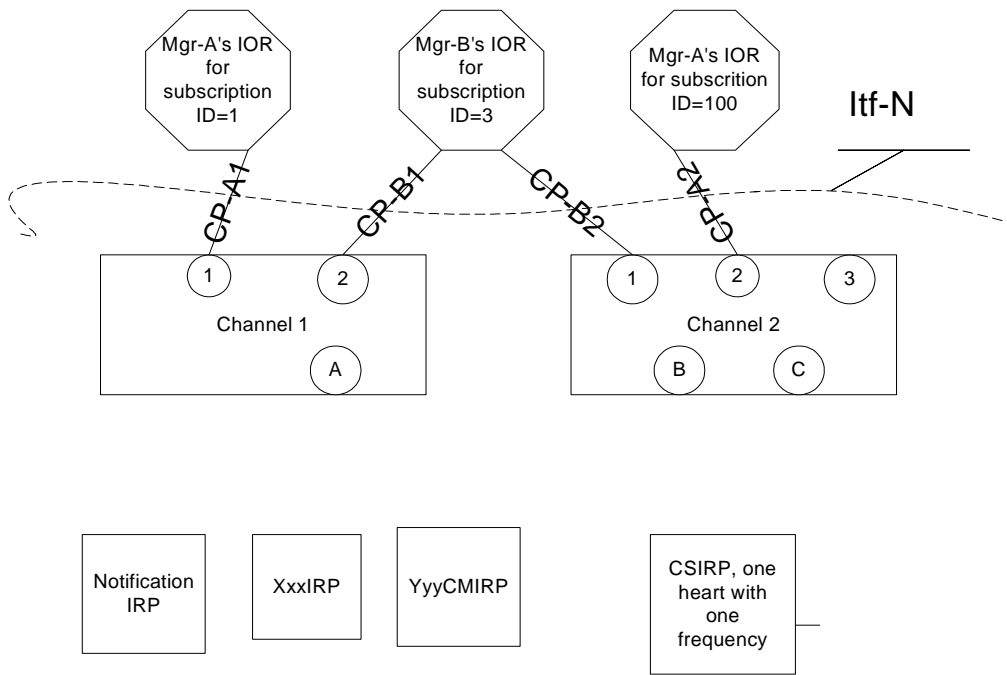 Mgr-A's IOR
for
subscription
ID=1
Mgr-B's IOR
for
subscription
ID=3
Mgr-A's IOR
for subscrition
ID=100
Itf-N
CP-A1
CP-B1
CP-B2
CP-A2
1
2
1
2
3
Channel 1
Channel 2
A
B
C
Notification
IRP
XxxIRP
YyyCMIRP
CSIRP, one
heart with
one
frequency